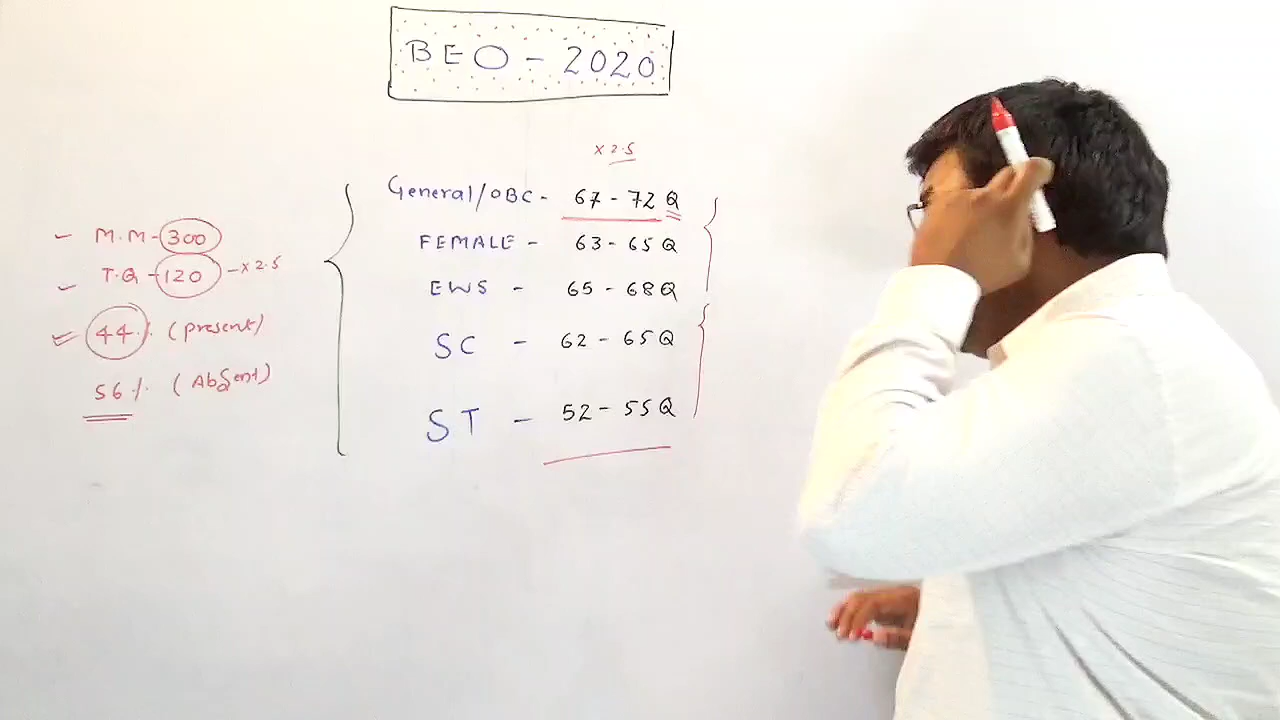 BEO - 2020
M.M - 300
T.Q - 120 - x 2.5
44% (Present)
56% (Absent)
x 2.5
General/OBC - 67 - 72 Q
FEMALE - 63 - 65 Q
EWS - 65 - 68 Q
SC - 62 - 65 Q
ST - 52 - 55 Q